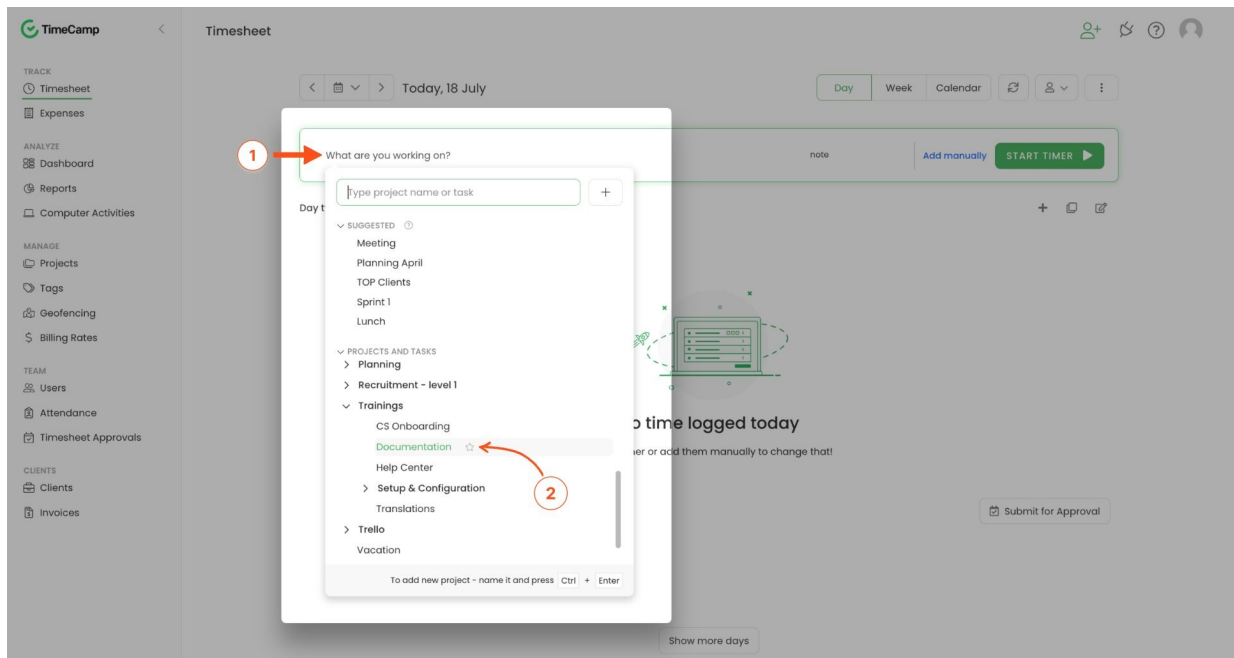 TimeCamp
Timesheet
TRACK
Timesheet
Expenses
ANALYZE
Dashboard
Reports
Computer Activities
MANAGE
Projects
Tags
Geofencing
$ Billing Rates
TEAM
Users
Attendance
Timesheet Approvals
CLIENTS
Clients
Invoices
Today, 18 July
Day Week Calendar
1
What are you working on?
note
Add manually
START TIMER
Type project name or task
Day t
SUGGESTED
Meeting
Planning April
TOP Clients
Sprint 1
Lunch
PROJECTS AND TASKS
Planning
Recruitment - level 1
Trainings
CS Onboarding
Documentation
Help Center
2
Setup & Configuration
Translations
Trello
Vacation
To add new project - name it and press Ctrl + Enter
time logged today
or add them manually to change that!
Submit for Approval
Show more days